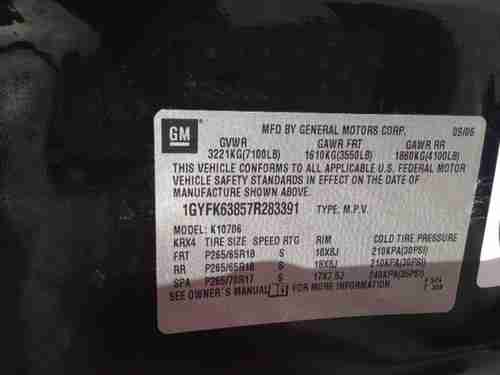 GM
MFD BY GENERAL MOTORS CORP. 09/06
GVWR GAWR FRT GAWR RR
3221KG(7100LB) 1610KG(3550LB) 1860KG(4100LB)
THIS VEHICLE CONFORMS TO ALL APPLICABLE U.S. FEDERAL MOTOR
VEHICLE SAFETY STANDARDS IN EFFECT ON THE DATE OF
MANUFACTURE SHOWN ABOVE.
1GYFK63857R283391 TYPE: M.P.V.
MODEL: K10706
KRX4 TIRE SIZE SPEED RTG RIM COLD TIRE PRESSURE
FRT P265/65R18 S 18X8J 210KPA(30PSI)
RR P265/65R18 S 18X8J 210KPA(30PSI)
SPA P265/70R17 S 17X7.5J 240KPA(35PSI)
SEE OWNER'S MANUAL FOR MORE INFORMATION